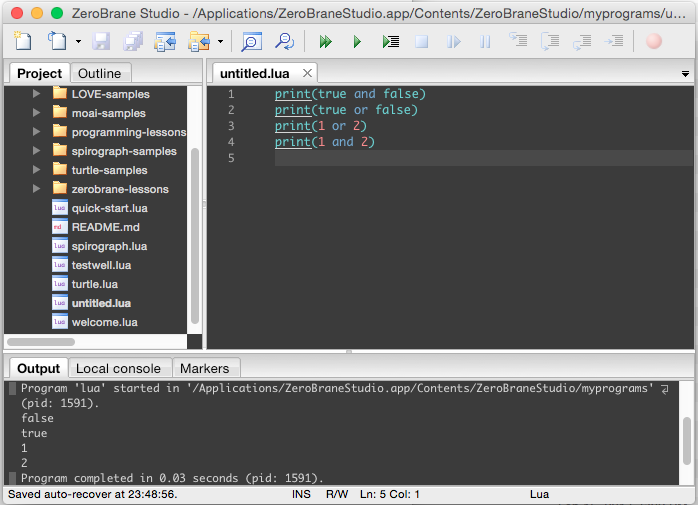 ZeroBrane Studio - /Applications/ZeroBraneStudio.app/Contents/ZeroBraneStudio/myprograms/u...
Project
Outline
LOVE-samples
moai-samples
programming-lessons
spirograph-samples
turtle-samples
zerobrane-lessons
quick-start.lua
README.md
spirograph.lua
testwell.lua
turtle.lua
untitled.lua
welcome.lua
untitled.lua
1 print(true and false)
2 print(true or false)
3 print(1 or 2)
4 print(1 and 2)
5
Output
Local console
Markers
Program 'lua' started in '/Applications/ZeroBraneStudio.app/Contents/ZeroBraneStudio/myprograms'
(pid: 1591).
false
true
1
2
Program completed in 0.03 seconds (pid: 1591).
Saved auto-recover at 23:48:56. INS R/W Ln: 5 Col: 1 Lua